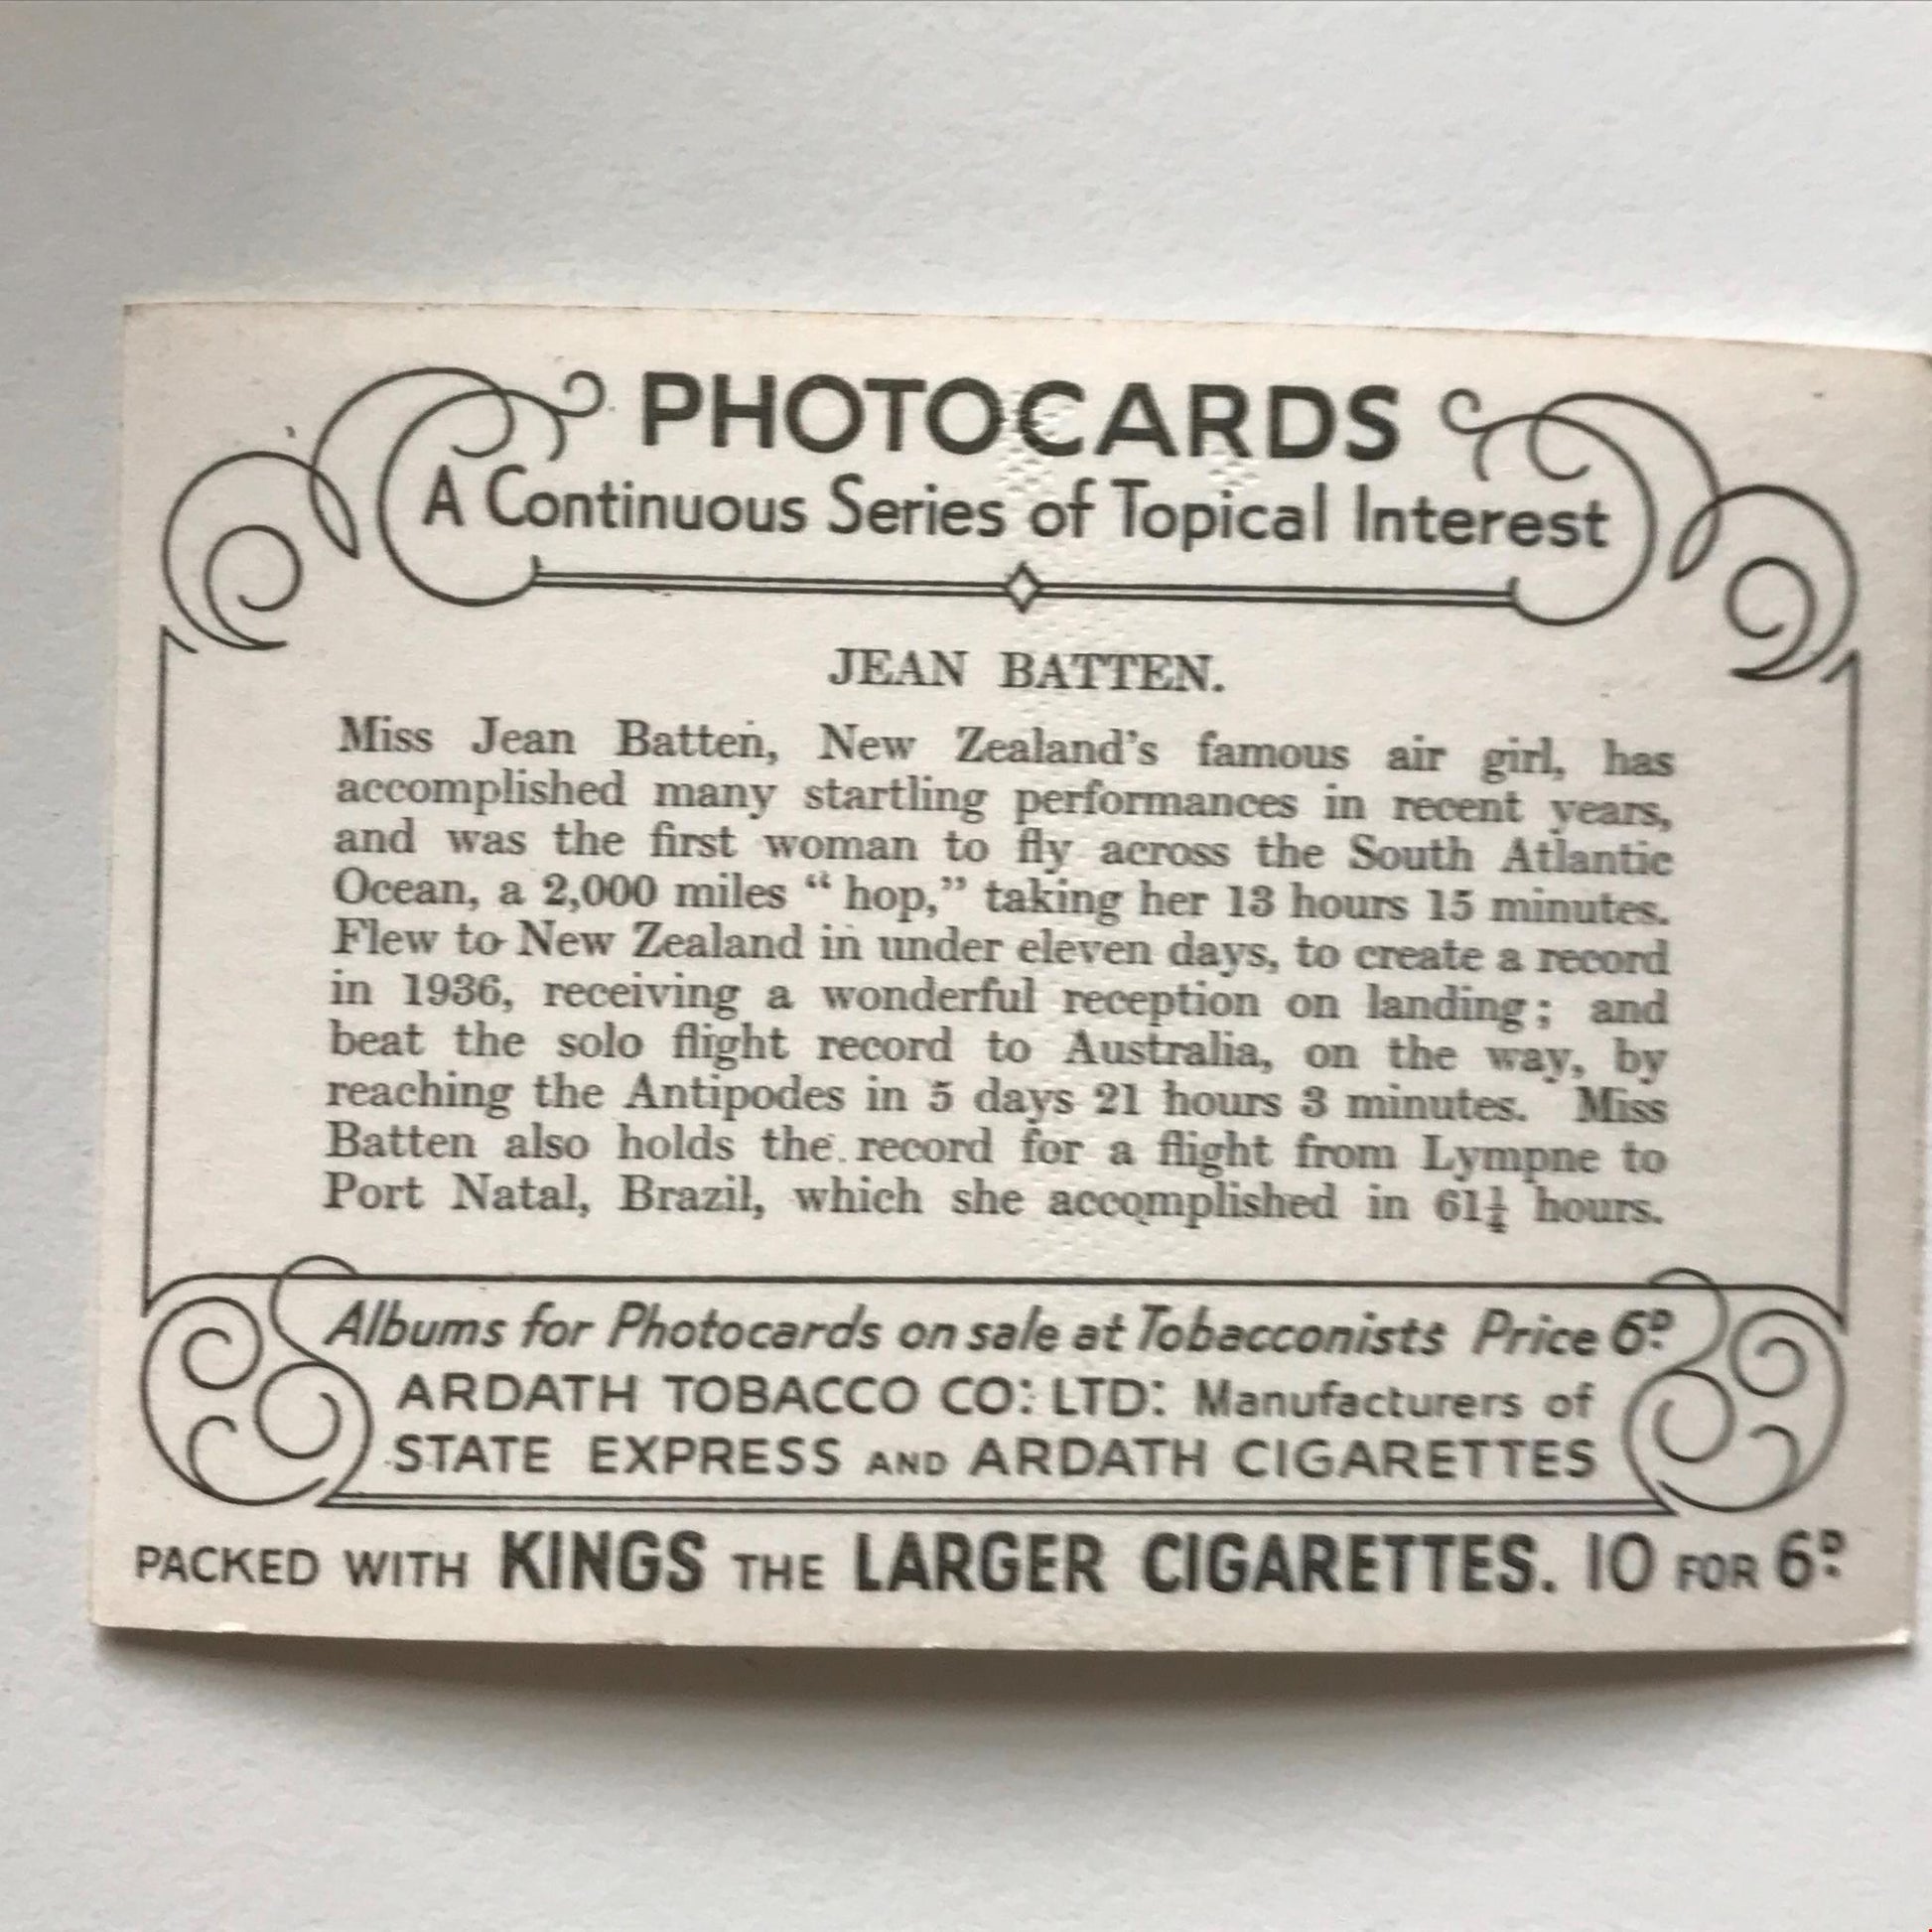 PHOTOCARDS
A Continuous Series of Topical Interest
JEAN BATTEN.
Miss Jean Batten, New Zealand's famous air girl, has
accomplished many startling performances in recent years,
and was the first woman to fly across the South Atlantic
Ocean, a 2,000 miles “ hop,” taking her 13 hours 15 minutes.
Flew to New Zealand in under eleven days, to create a record
in 1936, receiving a wonderful reception on landing ; and
beat the solo flight record to Australia, on the way, by
reaching the Antipodes in 5 days 21 hours 3 minutes. Miss
Batten also holds the record for a flight from Lympne to
Port Natal, Brazil, which she accomplished in 61¼ hours.
Albums for Photocards on sale at Tobacconists Price 6ᴰ
ARDATH TOBACCO CO: LTD: Manufacturers of
STATE EXPRESS AND ARDATH CIGARETTES
PACKED WITH KINGS THE LARGER CIGARETTES. 10 FOR 6ᴰ